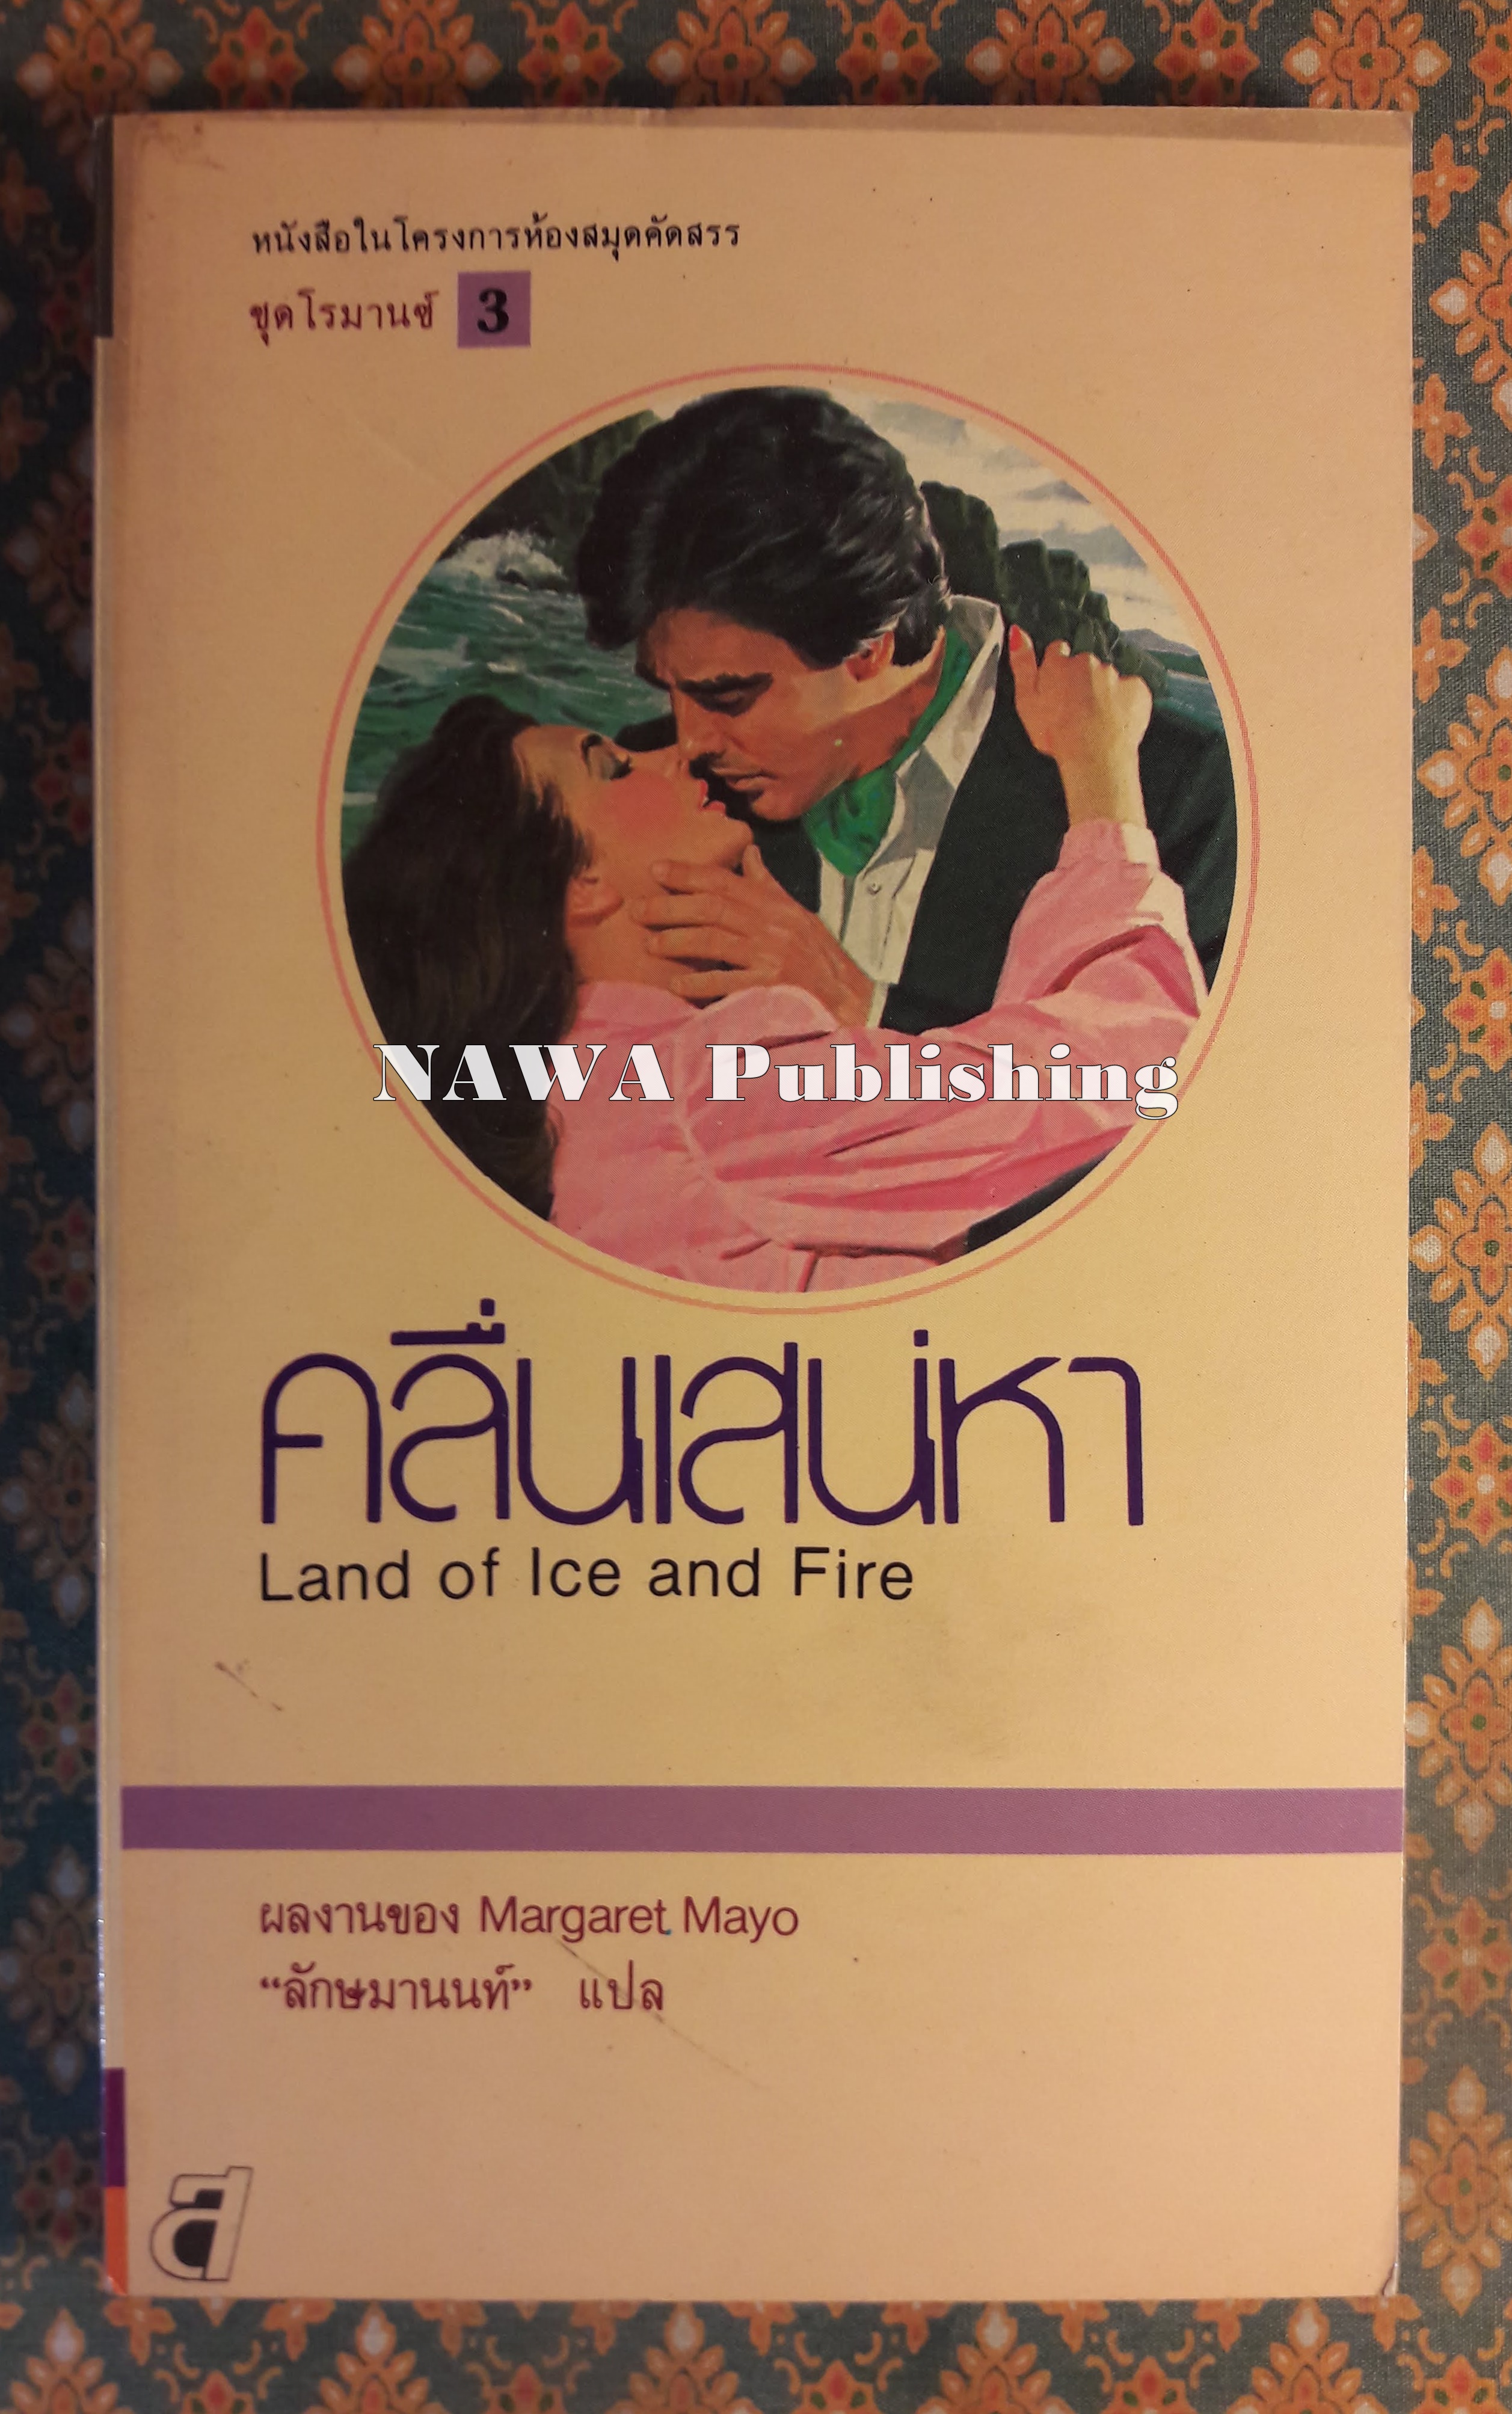 หนังสือในโครงการห้องสมุดคัดสรร
ชุดโรมานซ์ 3
NAWA Publishing
คลื่นเสน่หา
Land of Ice and Fire
ผลงานของ Margaret Mayo
“ลักษมานนท์” แปล
ส